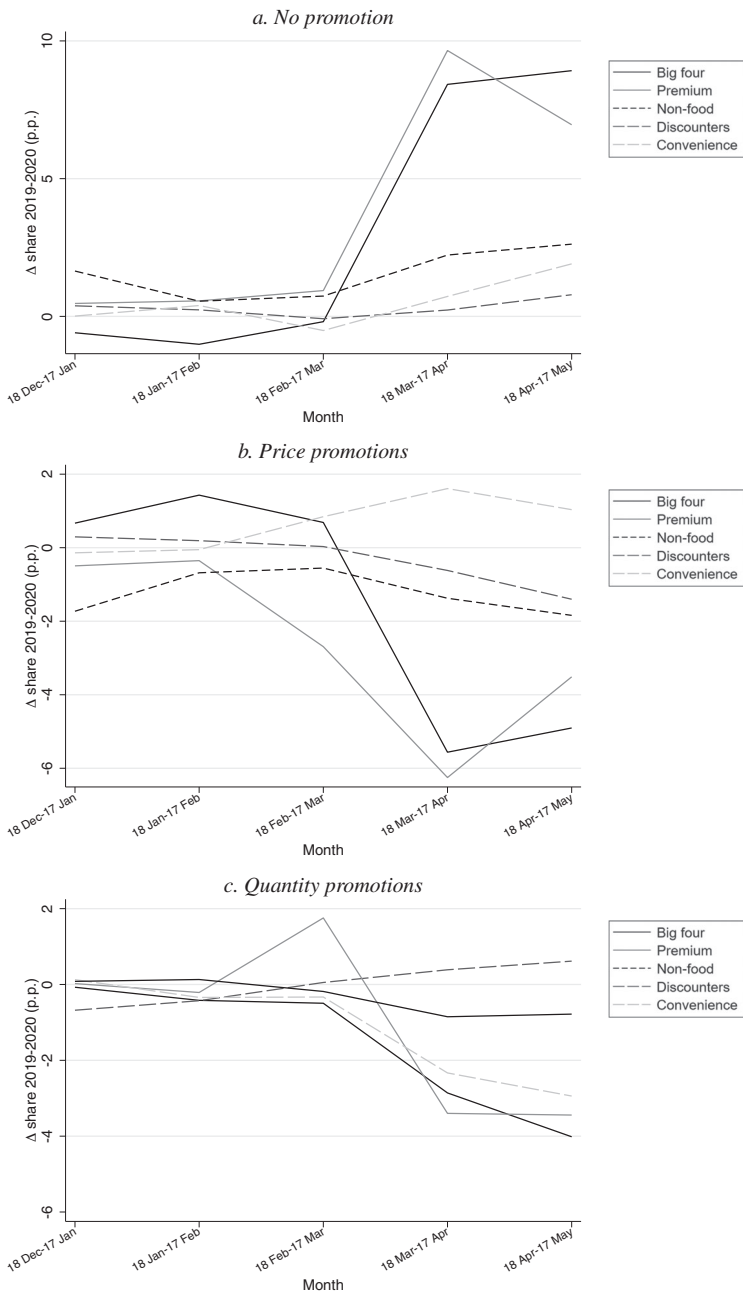 a. No promotion
10
5
0
Δ share 2019-2020 (p.p.)
18 Dec-17 Jan
18 Jan-17 Feb
18 Feb-17 Mar
18 Mar-17 Apr
18 Apr-17 May
Month
Big four
Premium
Non-food
Discounters
Convenience
b. Price promotions
2
0
-2
-4
-6
Δ share 2019-2020 (p.p.)
18 Dec-17 Jan
18 Jan-17 Feb
18 Feb-17 Mar
18 Mar-17 Apr
18 Apr-17 May
Month
Big four
Premium
Non-food
Discounters
Convenience
c. Quantity promotions
2
0
-2
-4
-6
Δ share 2019-2020 (p.p.)
18 Dec-17 Jan
18 Jan-17 Feb
18 Feb-17 Mar
18 Mar-17 Apr
18 Apr-17 May
Month
Big four
Premium
Non-food
Discounters
Convenience